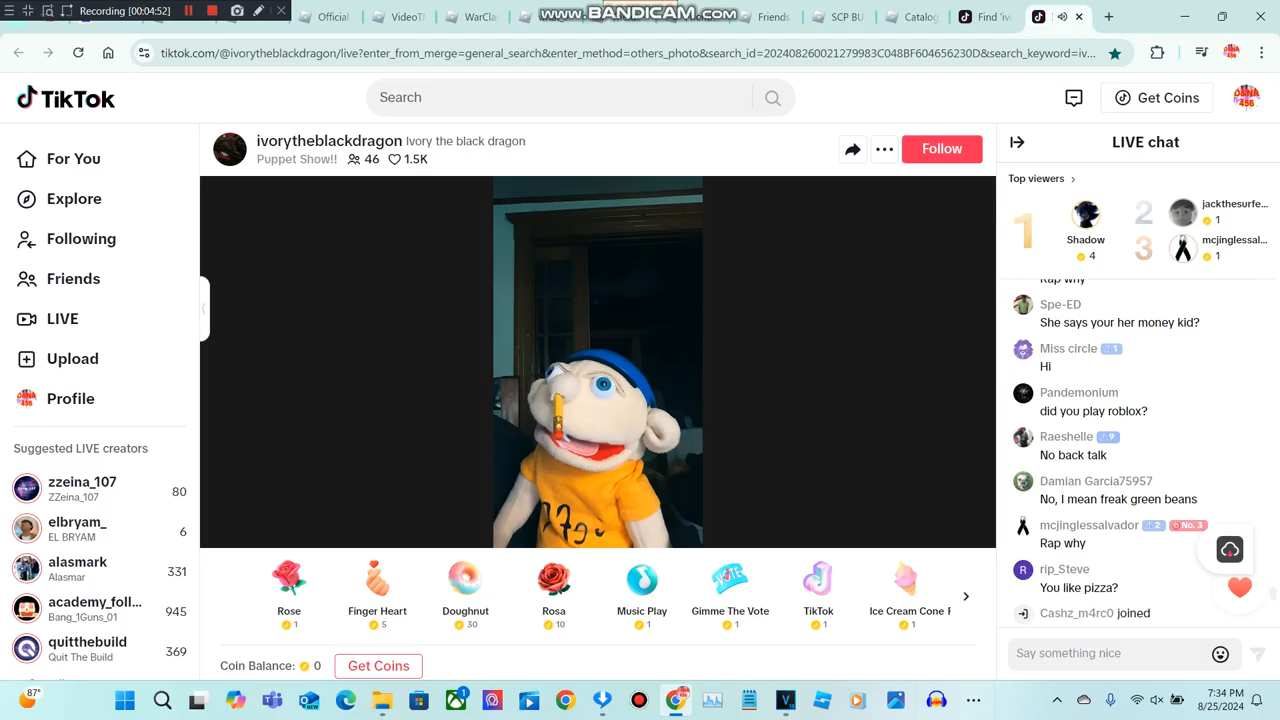 Recording [00:04:52]
www.BANDICAM.com
Official
VideoT
WarCla
Friends
SCP BU
Catalog
Find 'iv
tiktok.com/@ivorytheblackdragon/live?enter_from_merge=general_search&enter_method=others_photo&search_id=202408260021279983C048BF604656230D&search_keyword=iv...
TikTok
Search
Get Coins
For You
Explore
Following
Friends
LIVE
Upload
Profile
Suggested LIVE creators
zzeina_107
ZZeina_107
80
elbryam_
EL BRYAM
6
alasmark
Alasmar
331
academy_foll...
Bang_1Guns_01
945
quitthebuild
Quit The Build
369
ivorytheblackdragon Ivory the black dragon
Puppet Show!! 46 1.5K
Follow
Rose
1
Finger Heart
5
Doughnut
30
Rosa
10
Music Play
1
Gimme The Vote
1
TikTok
1
Ice Cream Cone F
1
Coin Balance: 0 Get Coins
LIVE chat
Top viewers
1
Shadow
4
2
jackthesurfe...
1
3
mcjinglessal...
1
Rap why
Spe-ED
She says your her money kid?
Miss circle 1
Hi
Pandemonium
did you play roblox?
Raeshelle 9
No back talk
Damian Garcia75957
No, I mean freak green beans
mcjinglessalvador 2 No. 3
Rap why
rip_Steve
You like pizza?
Cashz_m4rc0 joined
Say something nice
87°
7:34 PM
8/25/2024